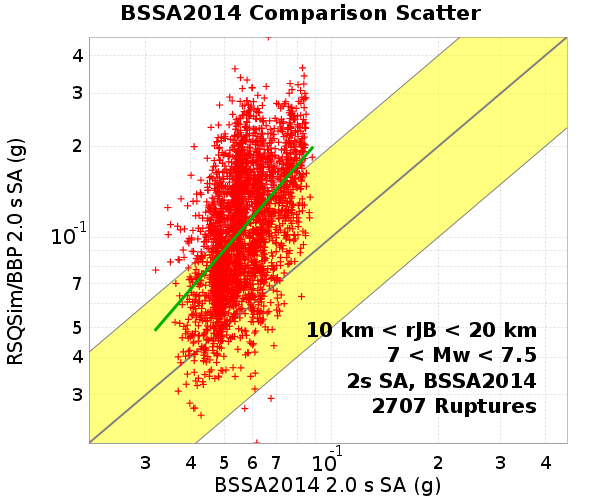 BSSA2014 Comparison Scatter
RSQSim/BBP 2.0 s SA (g)
4
3
2
10^-1
7
5
4
3
10 km < rJB < 20 km
7 < Mw < 7.5
2s SA, BSSA2014
2707 Ruptures
3 4 5 6 7 10^-1 2 3 4
BSSA2014 2.0 s SA (g)